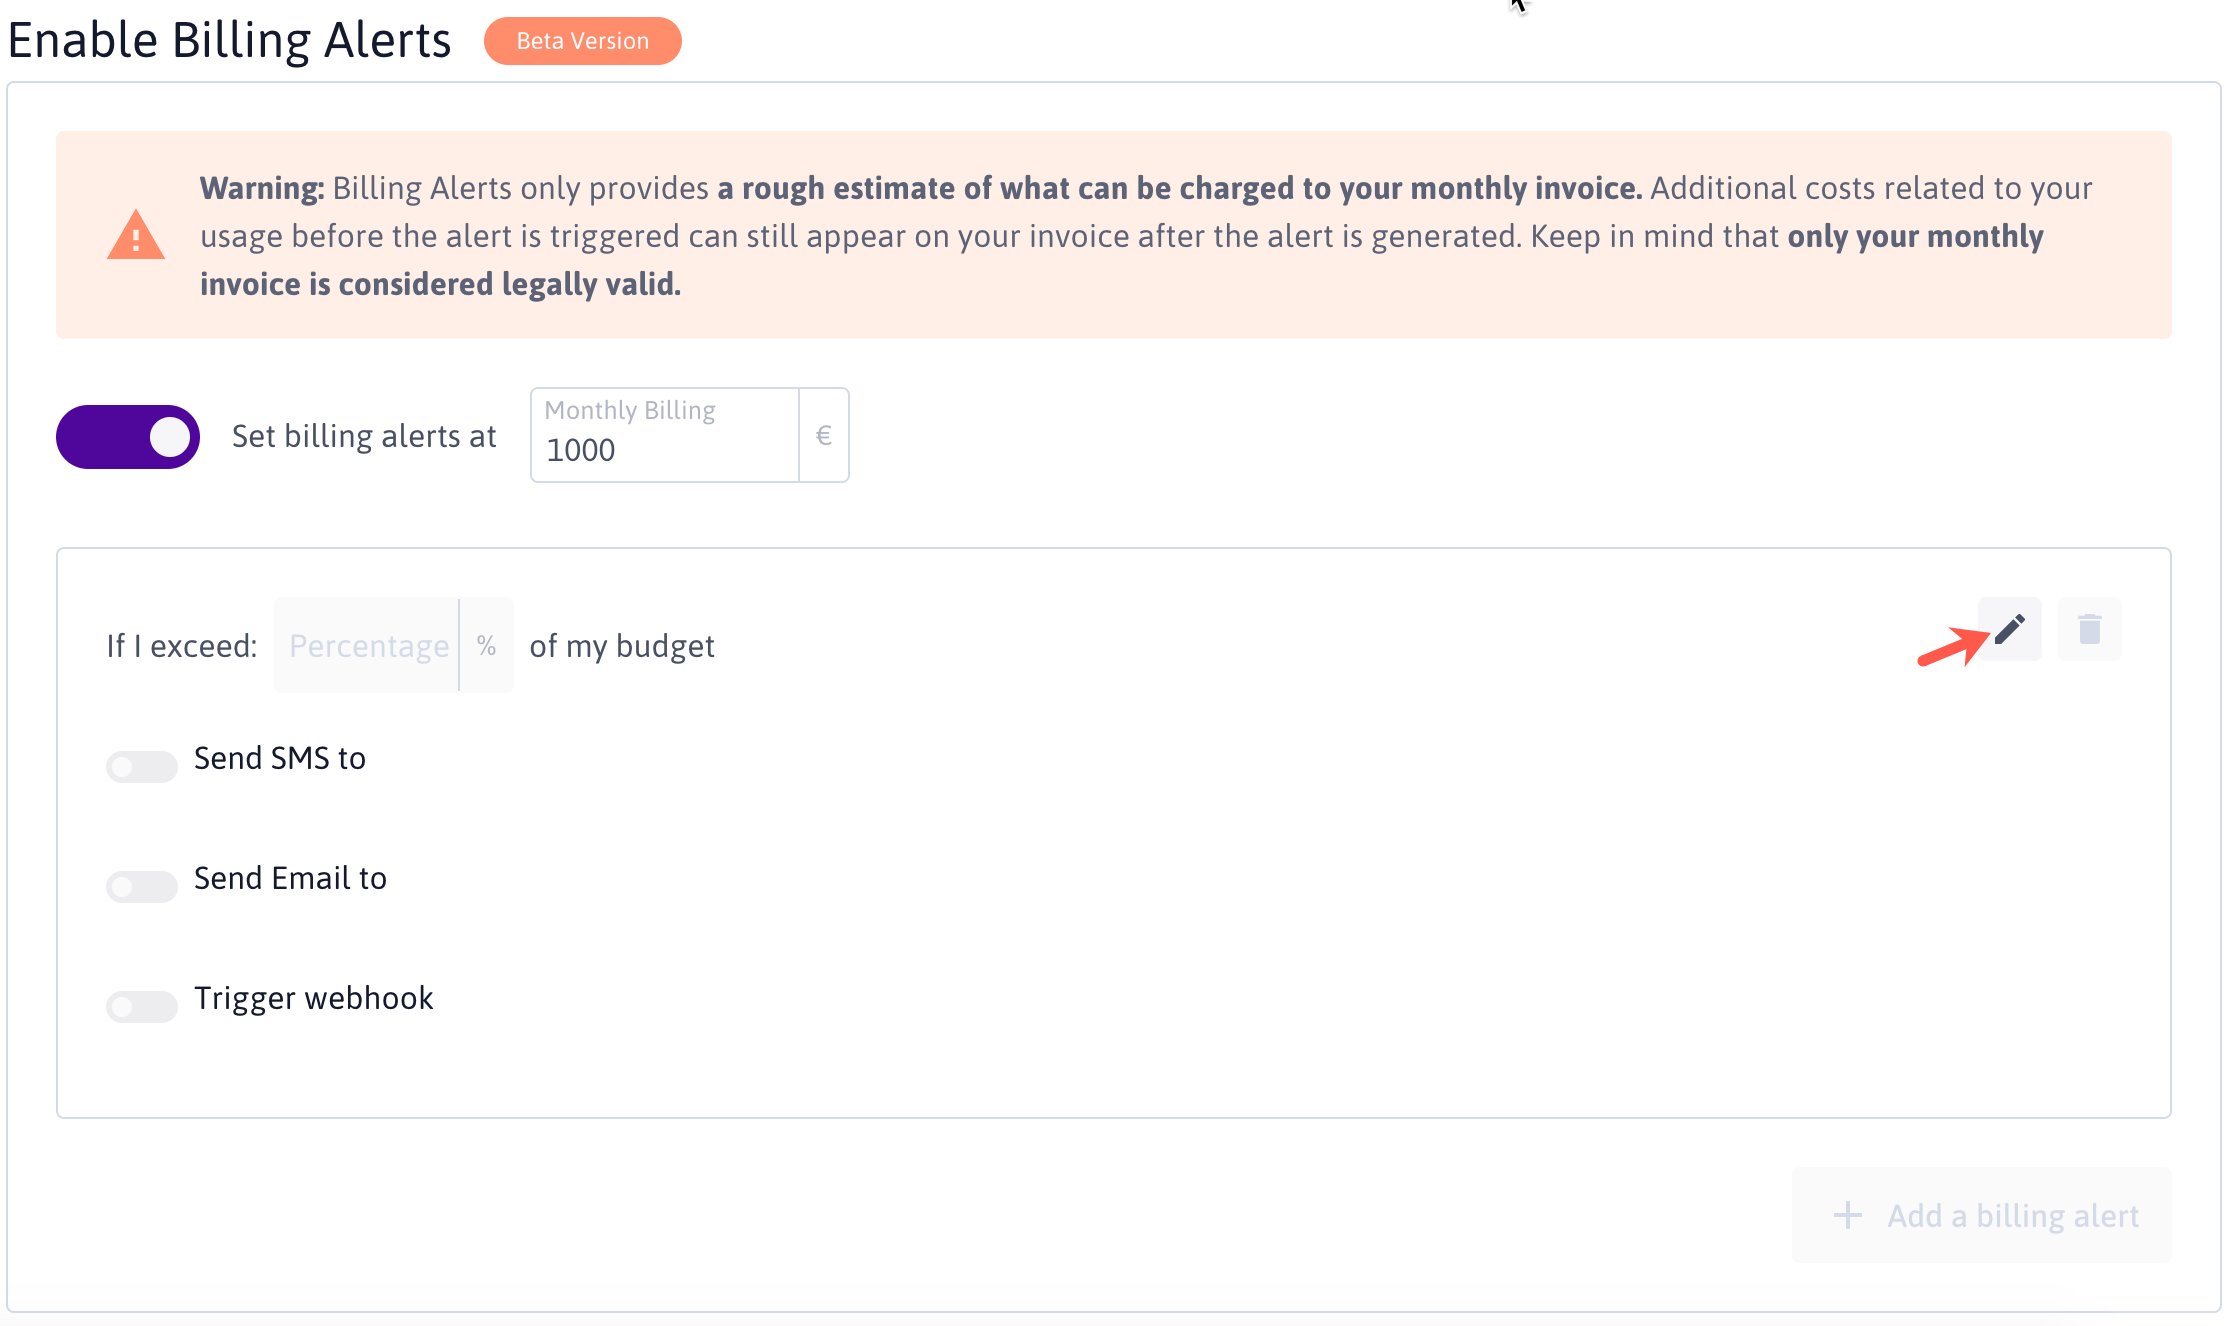 Enable Billing Alerts Beta Version
Warning: Billing Alerts only provides a rough estimate of what can be charged to your monthly invoice. Additional costs related to your
usage before the alert is triggered can still appear on your invoice after the alert is generated. Keep in mind that only your monthly
invoice is considered legally valid.
Set billing alerts at
Monthly Billing
1000
€
If I exceed: Percentage % of my budget
Send SMS to
Send Email to
Trigger webhook
+ Add a billing alert